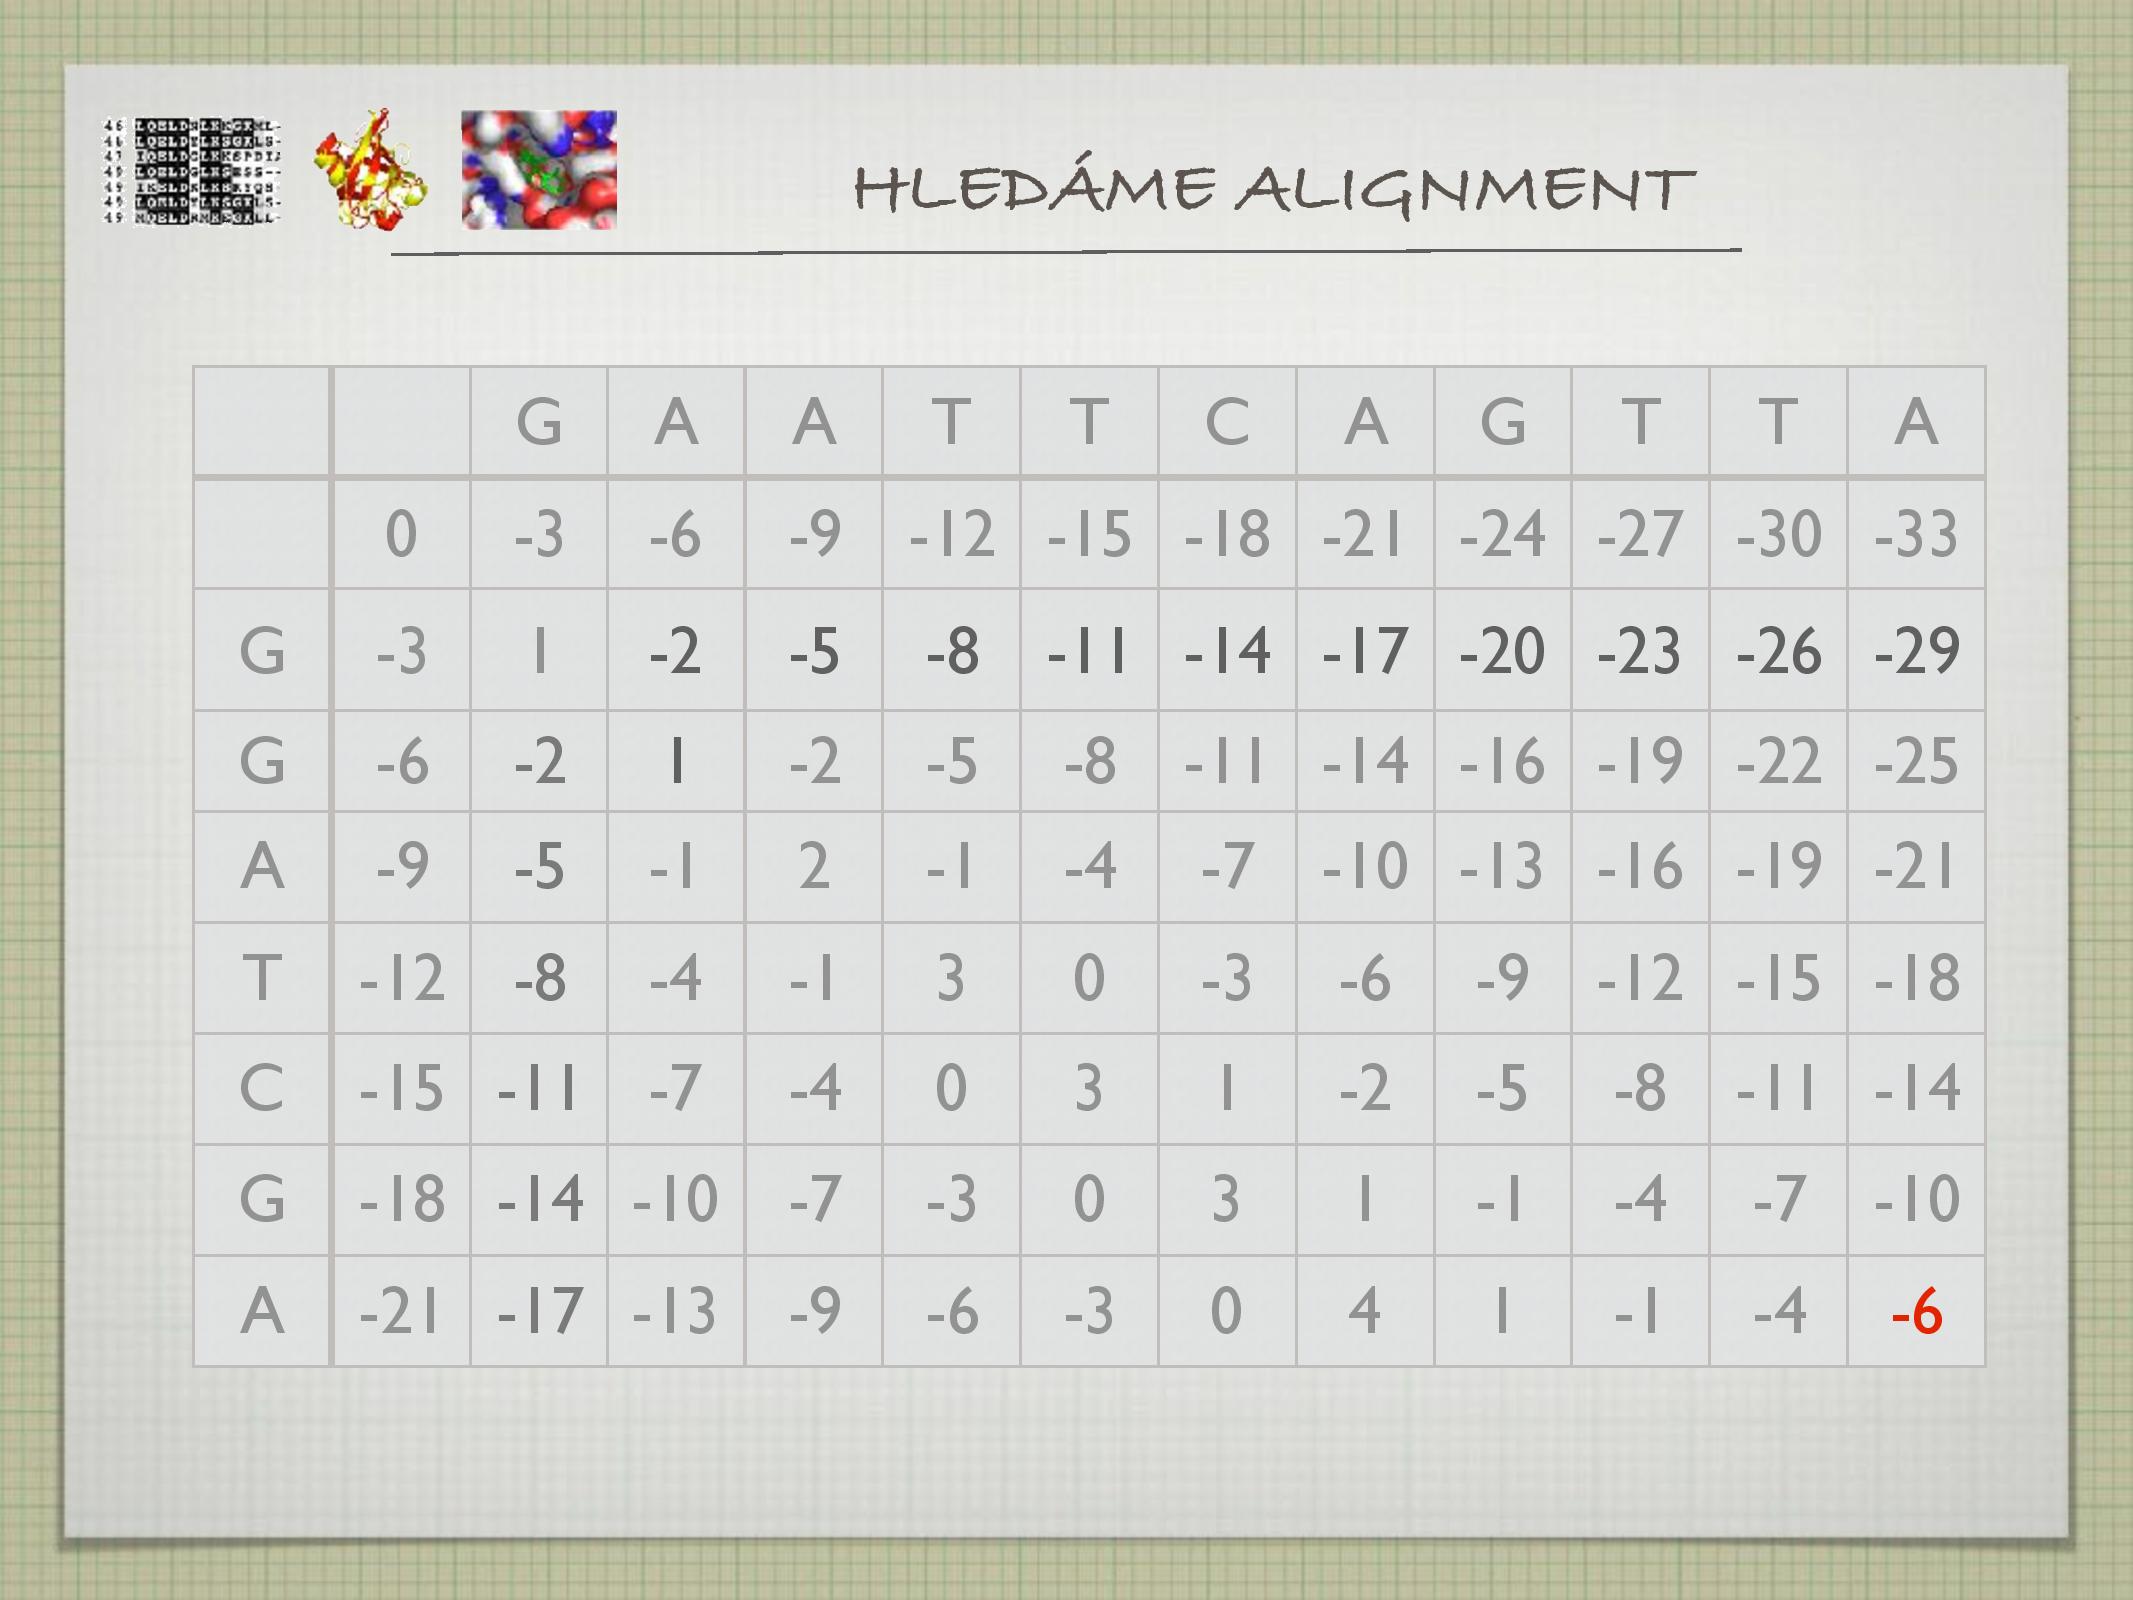 HLEDÁME ALIGNMENT
G A A T T C A G T T A
0 -3 -6 -9 -12 -15 -18 -21 -24 -27 -30 -33
G -3 1 -2 -5 -8 -11 -14 -17 -20 -23 -26 -29
G -6 -2 1 -2 -5 -8 -11 -14 -16 -19 -22 -25
A -9 -5 -1 2 -1 -4 -7 -10 -13 -16 -19 -21
T -12 -8 -4 -1 3 0 -3 -6 -9 -12 -15 -18
C -15 -11 -7 -4 0 3 1 -2 -5 -8 -11 -14
G -18 -14 -10 -7 -3 0 3 1 -1 -4 -7 -10
A -21 -17 -13 -9 -6 -3 0 4 1 -1 -4 -6